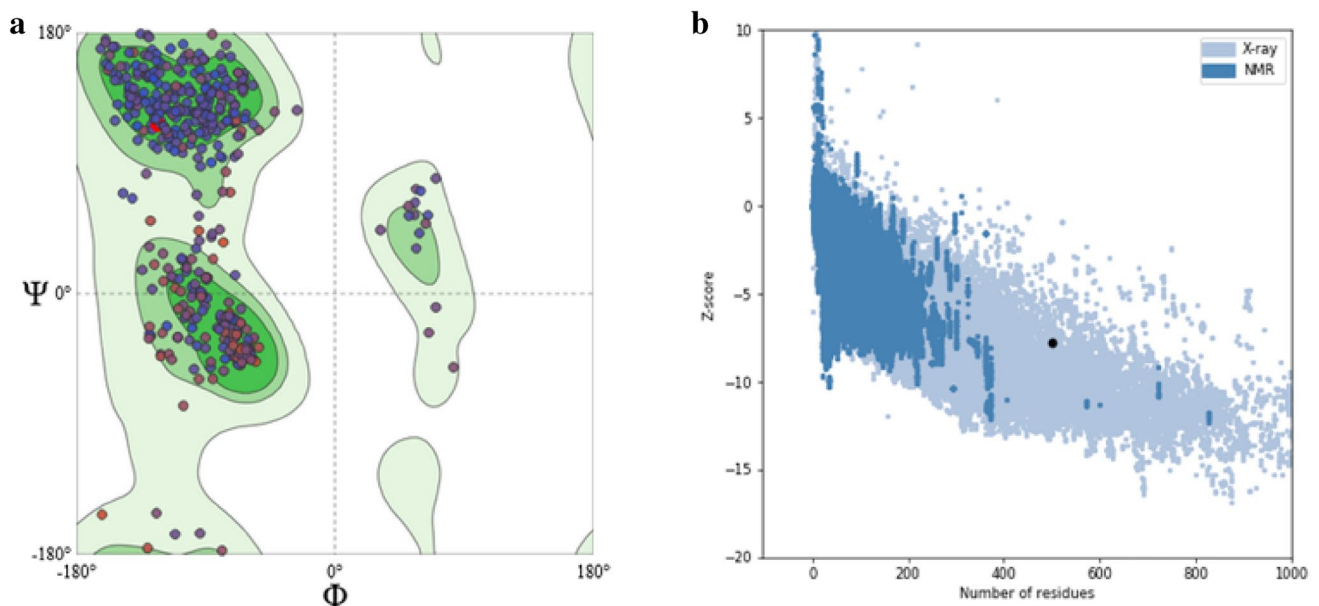 a
180°
Ψ 0°
-180°
-180° 0° 180°
Φ
b
10
5
0
−5
−10
−15
−20
Z-score
X-ray
NMR
0 200 400 600 800 1000
Number of residues